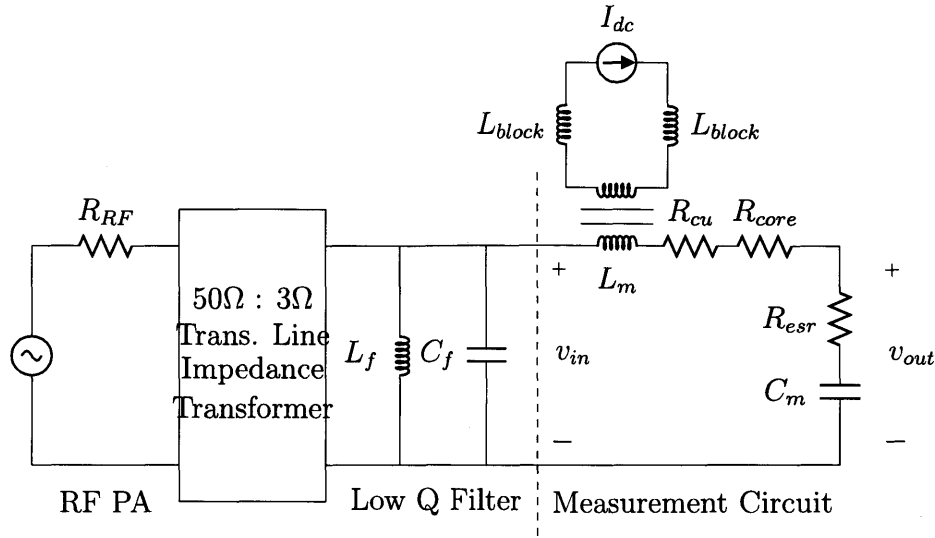 I_dc
L_block
L_block
R_RF
R_cu
R_core
+
L_m
+
50Ω : 3Ω
Trans. Line
Impedance
Transformer
L_f
C_f
v_in
R_esr
v_out
C_m
−
−
RF PA
Low Q Filter
Measurement Circuit